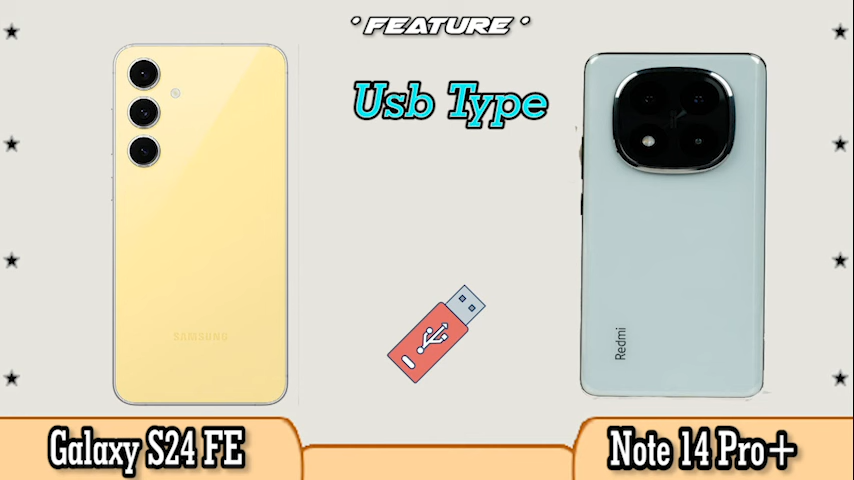 * FEATURE *
Usb Type
SAMSUNG
Redmi
Galaxy S24 FE
Note 14 Pro+